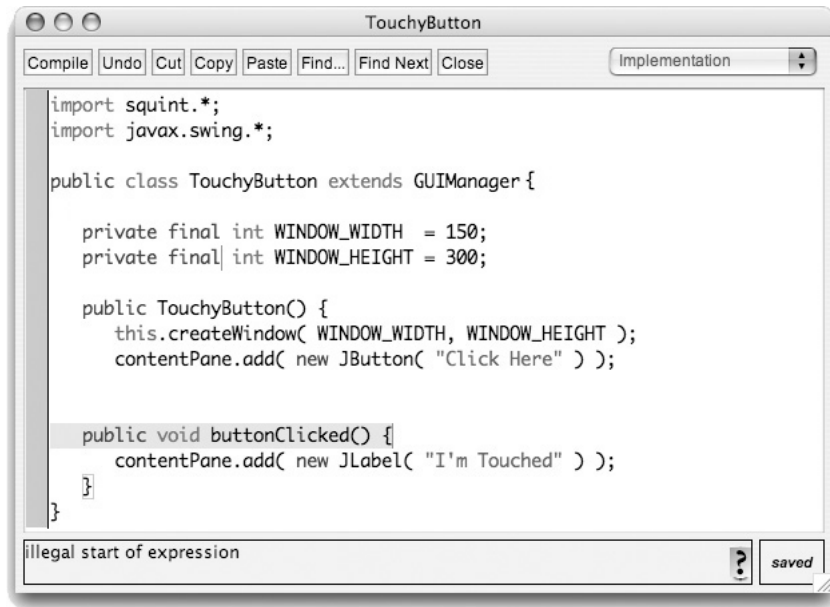 TouchyButton
Compile Undo Cut Copy Paste Find... Find Next Close Implementation
import squint.*;
import javax.swing.*;
public class TouchyButton extends GUIManager {
private final int WINDOW_WIDTH = 150;
private final int WINDOW_HEIGHT = 300;
public TouchyButton() {
this.createWindow( WINDOW_WIDTH, WINDOW_HEIGHT );
contentPane.add( new JButton( "Click Here" ) );
public void buttonClicked() {
contentPane.add( new JLabel( "I'm Touched" ) );
}
}
illegal start of expression ? saved